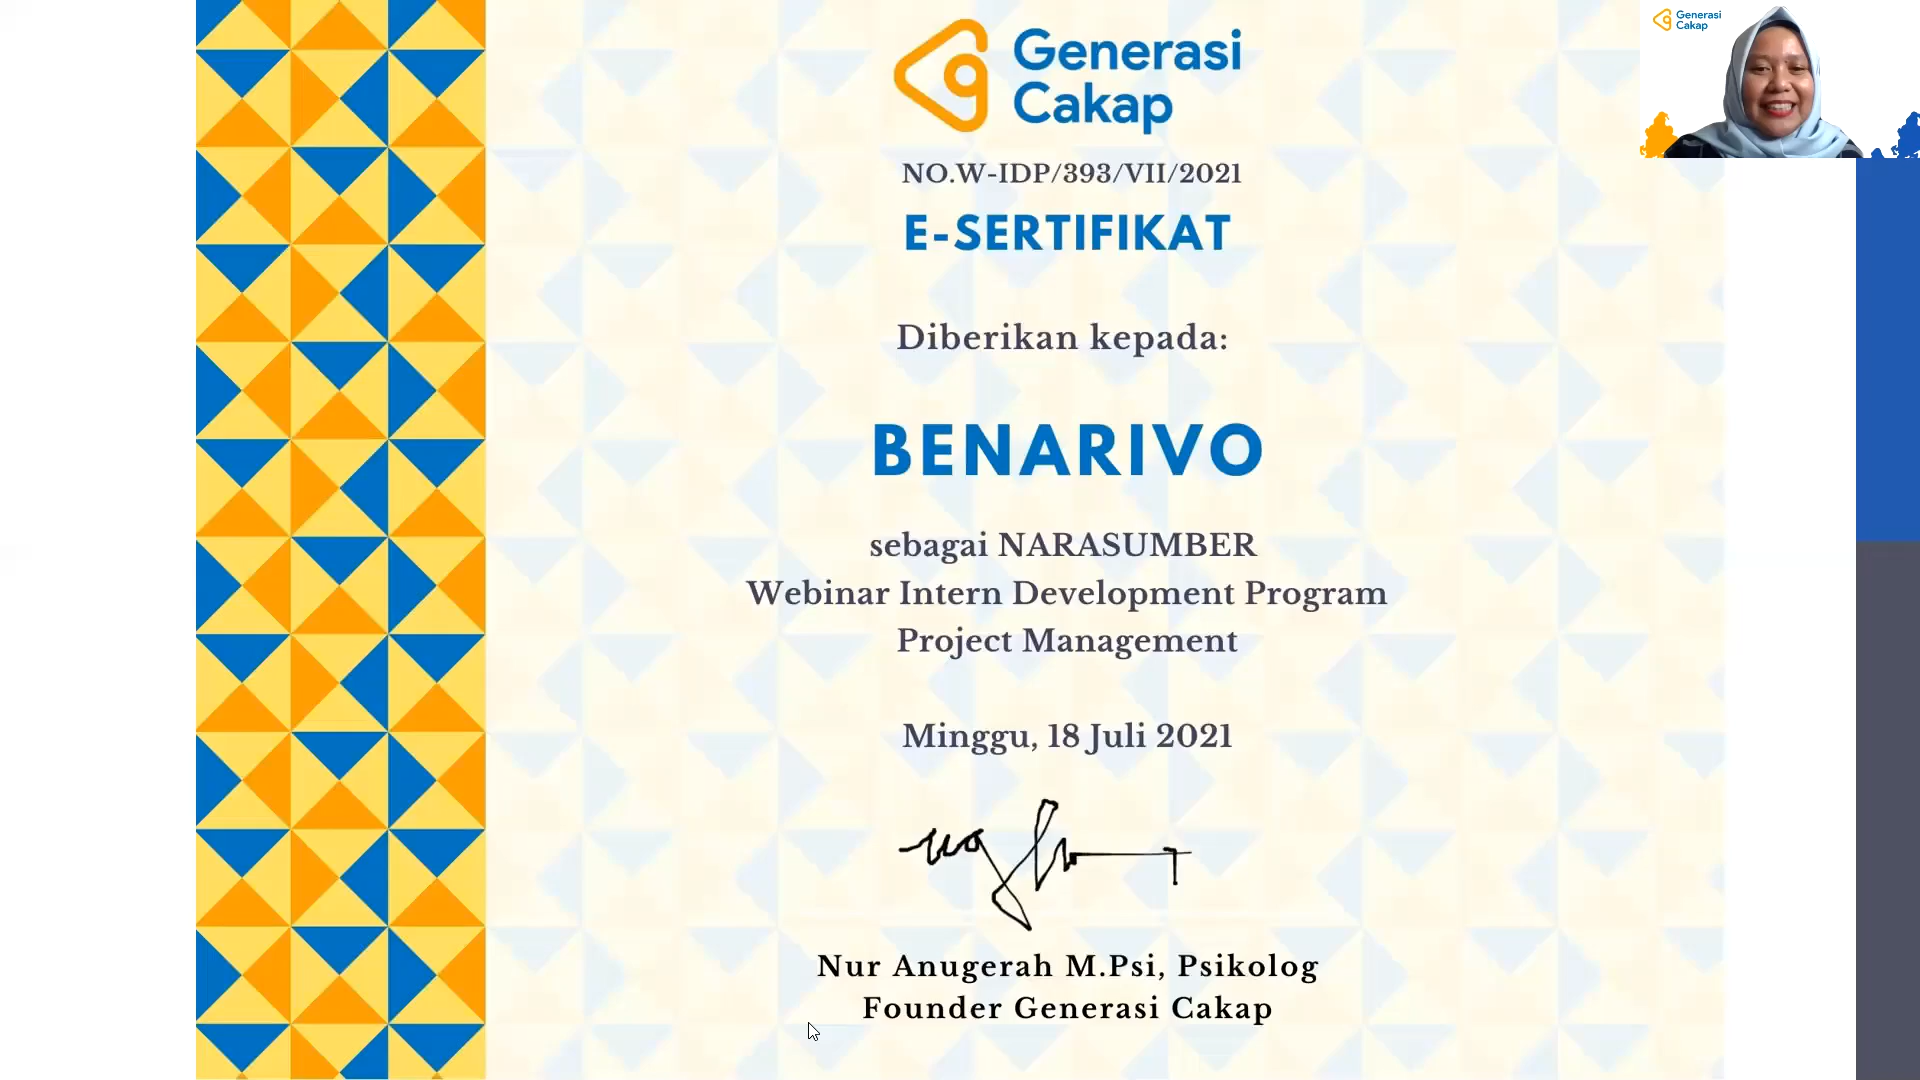 Generasi
Cakap
NO.W-IDP/393/VII/2021
E-SERTIFIKAT
Diberikan kepada:
BENARIVO
sebagai NARASUMBER
Webinar Intern Development Program
Project Management
Minggu, 18 Juli 2021
Nur Anugerah M.Psi, Psikolog
Founder Generasi Cakap
Generasi
Cakap